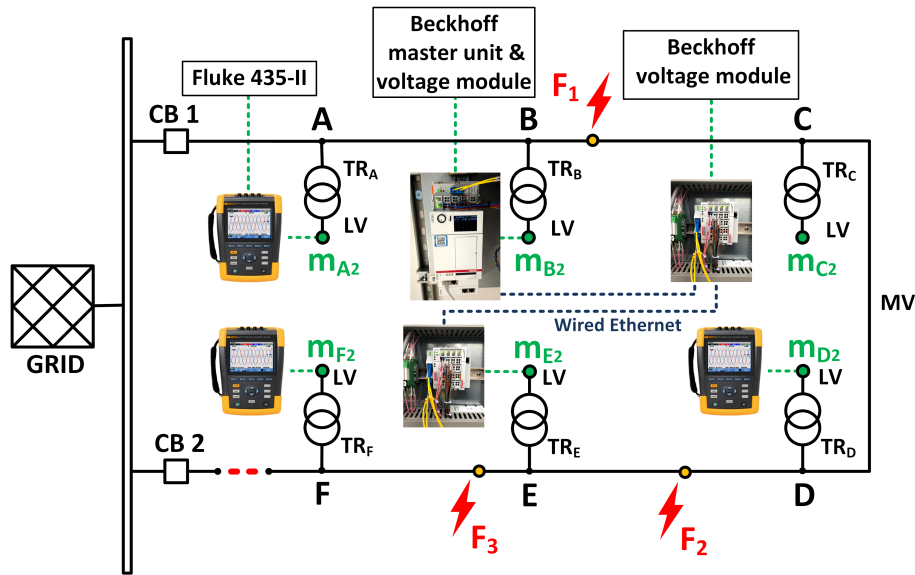 Beckhoff
master unit &
voltage module
Beckhoff
voltage module
Fluke 435-II
F1
CB 1
A
B
C
TRA
TRB
TRC
LV
LV
LV
mA2
mB2
mC2
MV
Wired Ethernet
GRID
mF2
mE2
mD2
LV
LV
LV
TRF
TRE
TRD
CB 2
F
E
D
F3
F2